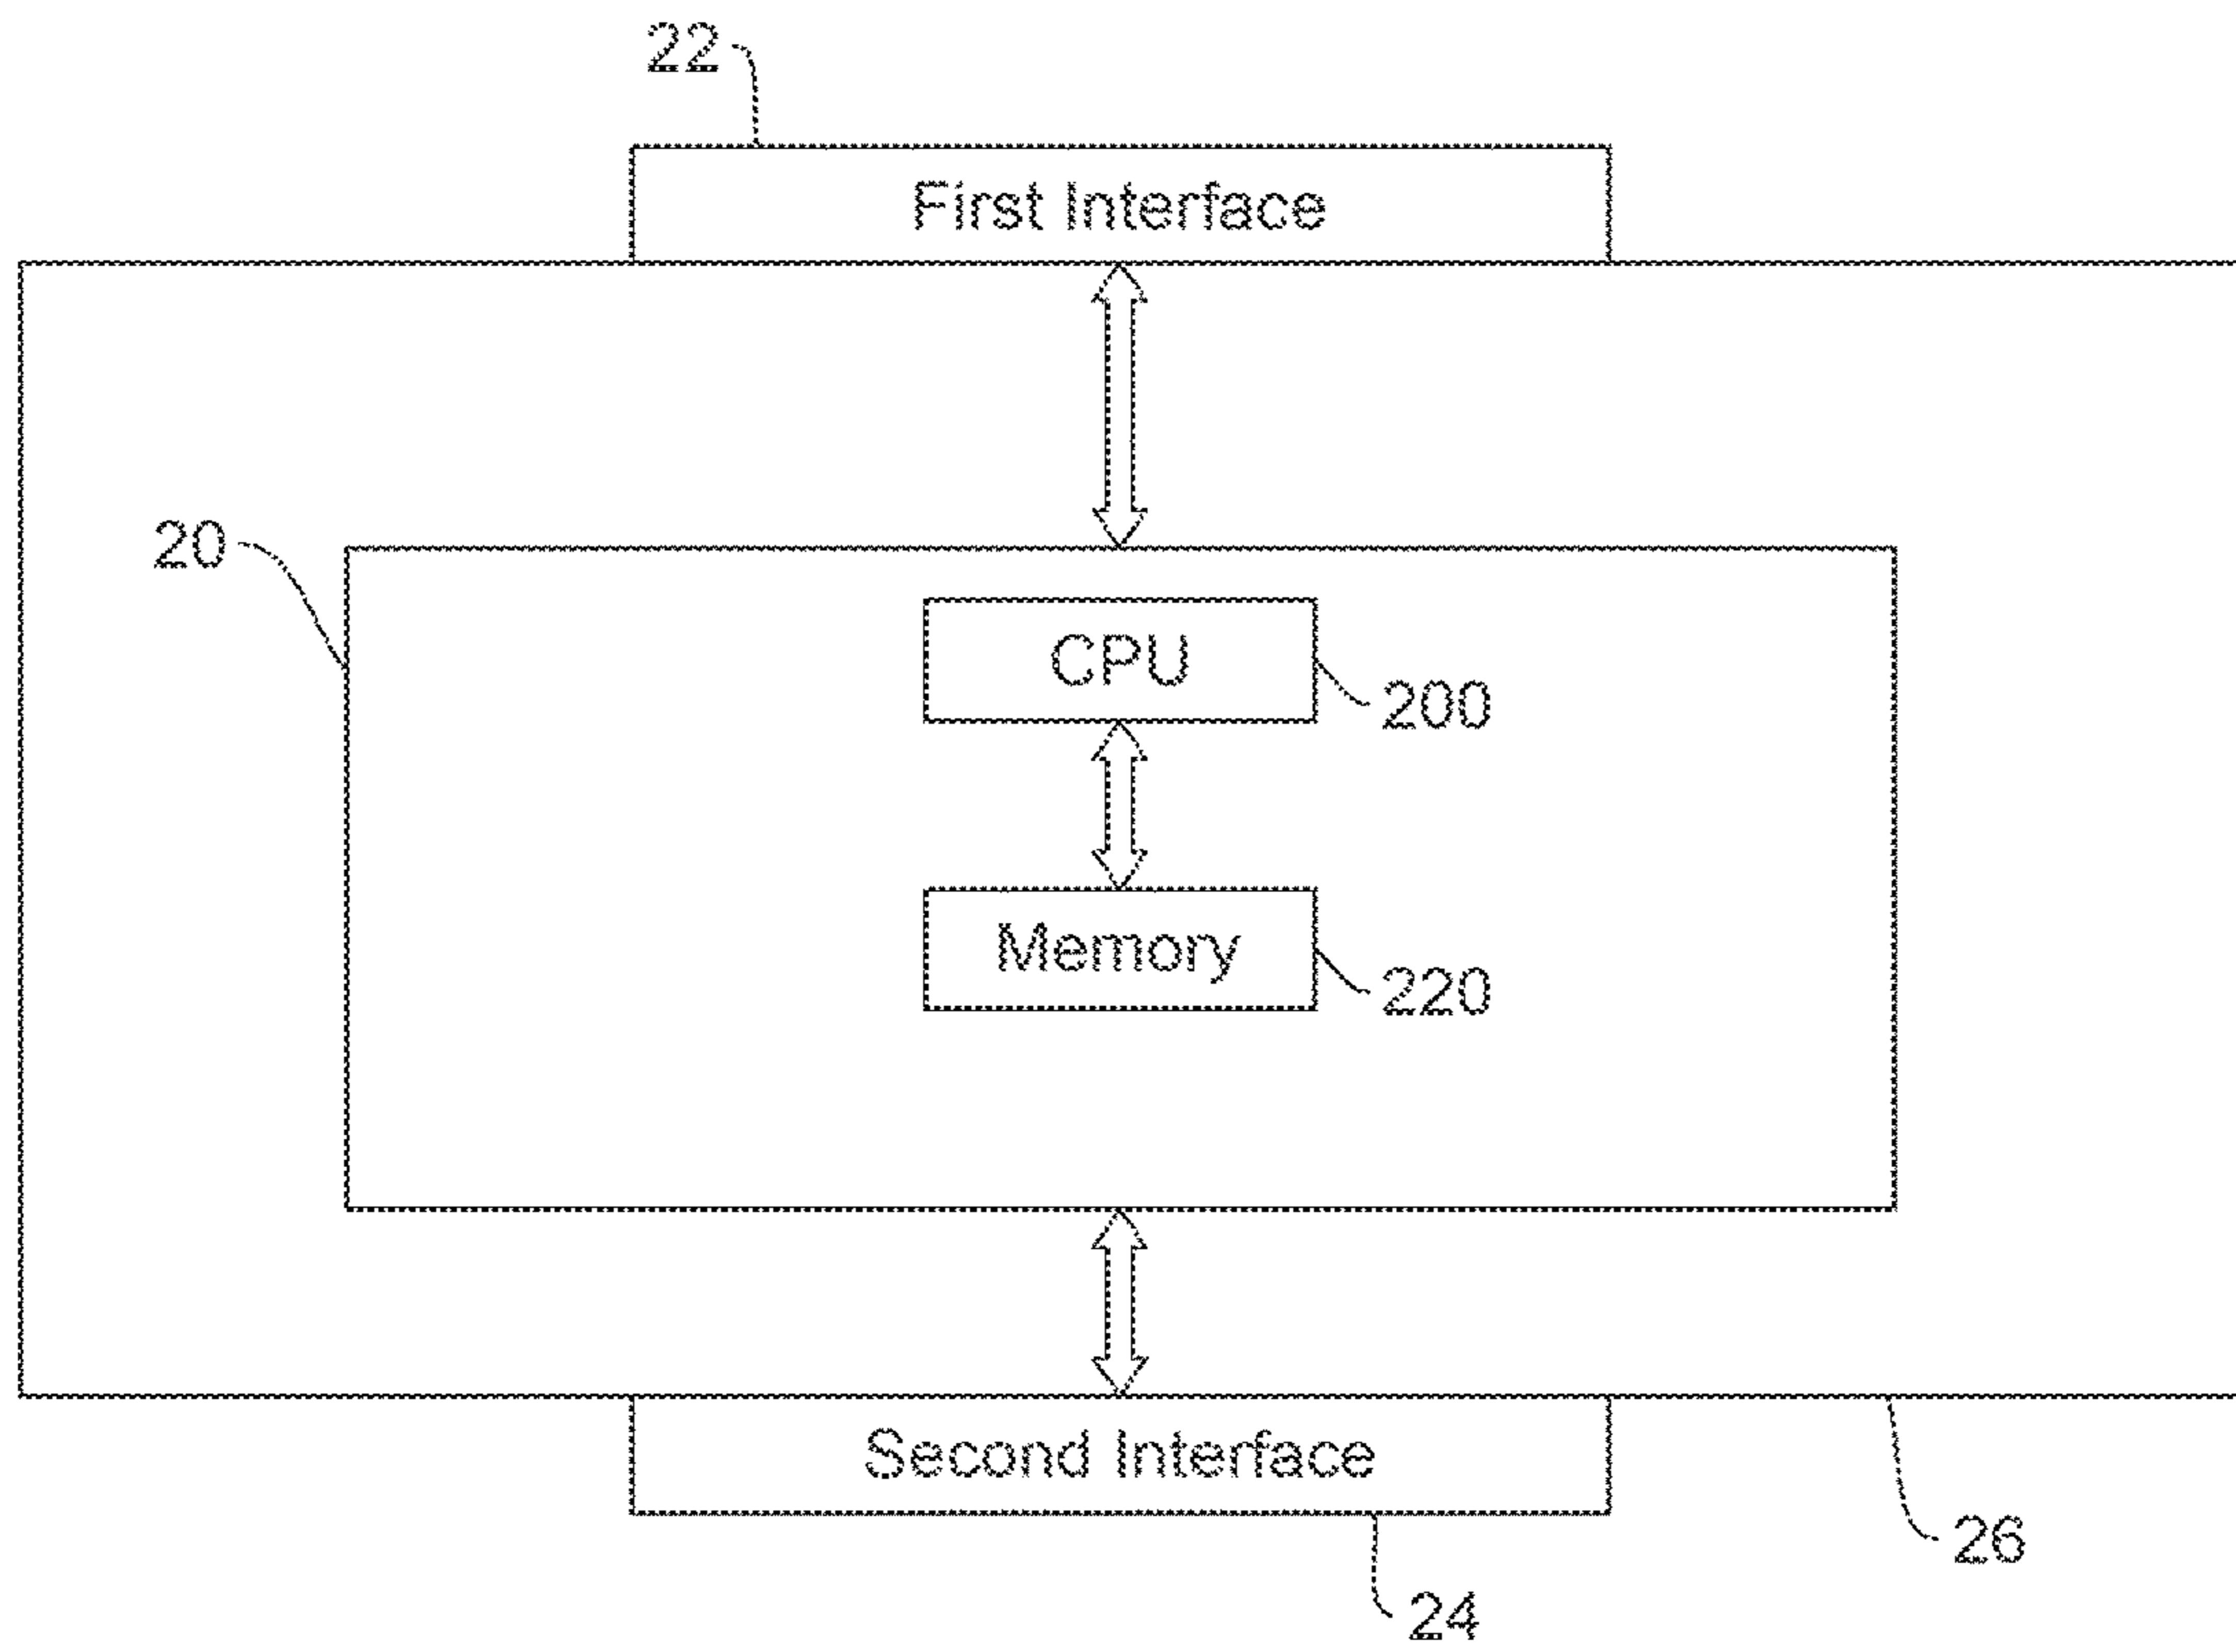 22
First Interface
20
CPU
200
Memory
220
Second Interface
26
24